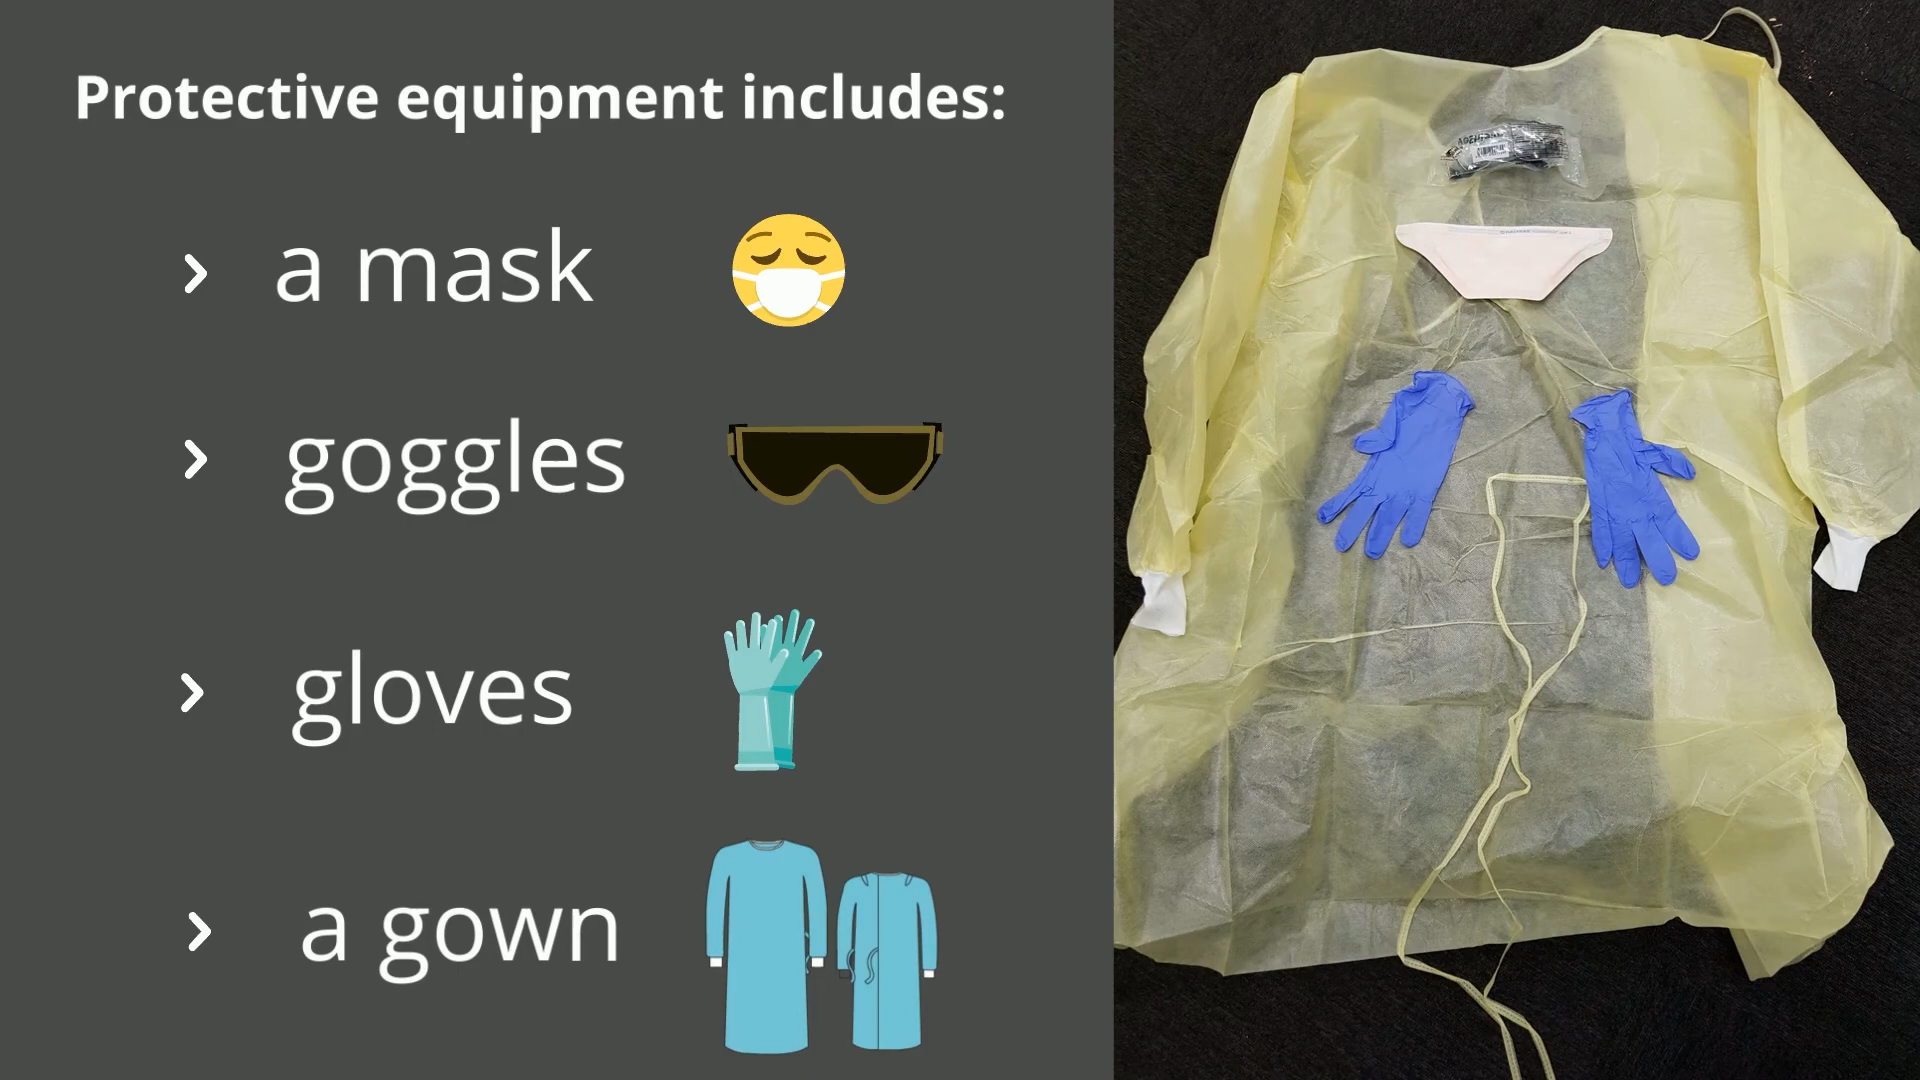 Protective equipment includes:
› a mask
› goggles
› gloves
› a gown